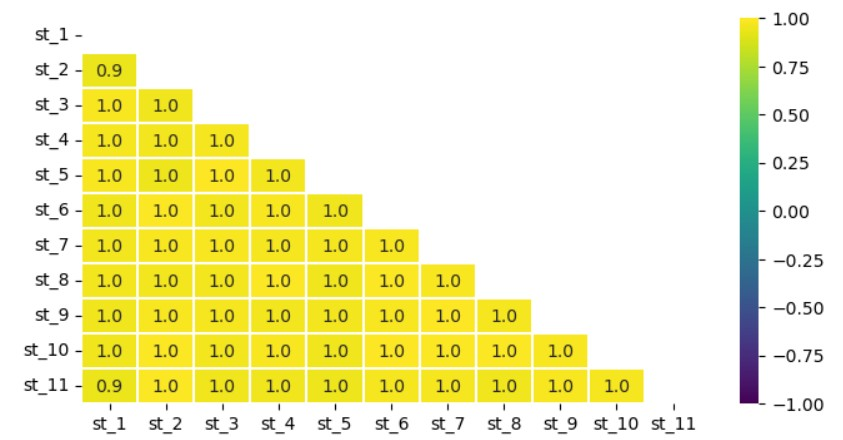 st_1
st_2 0.9
st_3 1.0 1.0
st_4 1.0 1.0 1.0
st_5 1.0 1.0 1.0 1.0
st_6 1.0 1.0 1.0 1.0 1.0
st_7 1.0 1.0 1.0 1.0 1.0 1.0
st_8 1.0 1.0 1.0 1.0 1.0 1.0 1.0
st_9 1.0 1.0 1.0 1.0 1.0 1.0 1.0 1.0
st_10 1.0 1.0 1.0 1.0 1.0 1.0 1.0 1.0 1.0
st_11 0.9 1.0 1.0 1.0 1.0 1.0 1.0 1.0 1.0 1.0
st_1 st_2 st_3 st_4 st_5 st_6 st_7 st_8 st_9 st_10 st_11
1.00
0.75
0.50
0.25
0.00
−0.25
−0.50
−0.75
−1.00